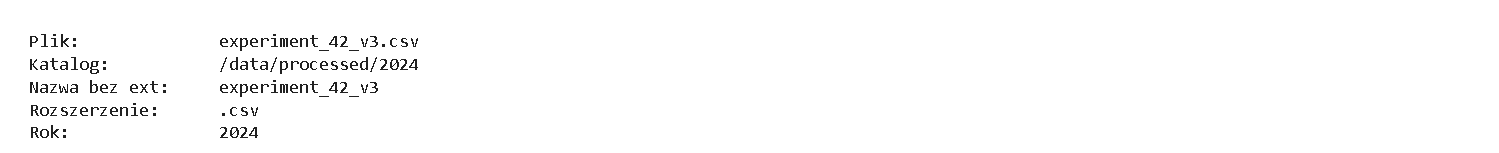 Plik:              experiment_42_v3.csv
Katalog:           /data/processed/2024
Nazwa bez ext:     experiment_42_v3
Rozszerzenie:      .csv
Rok:               2024